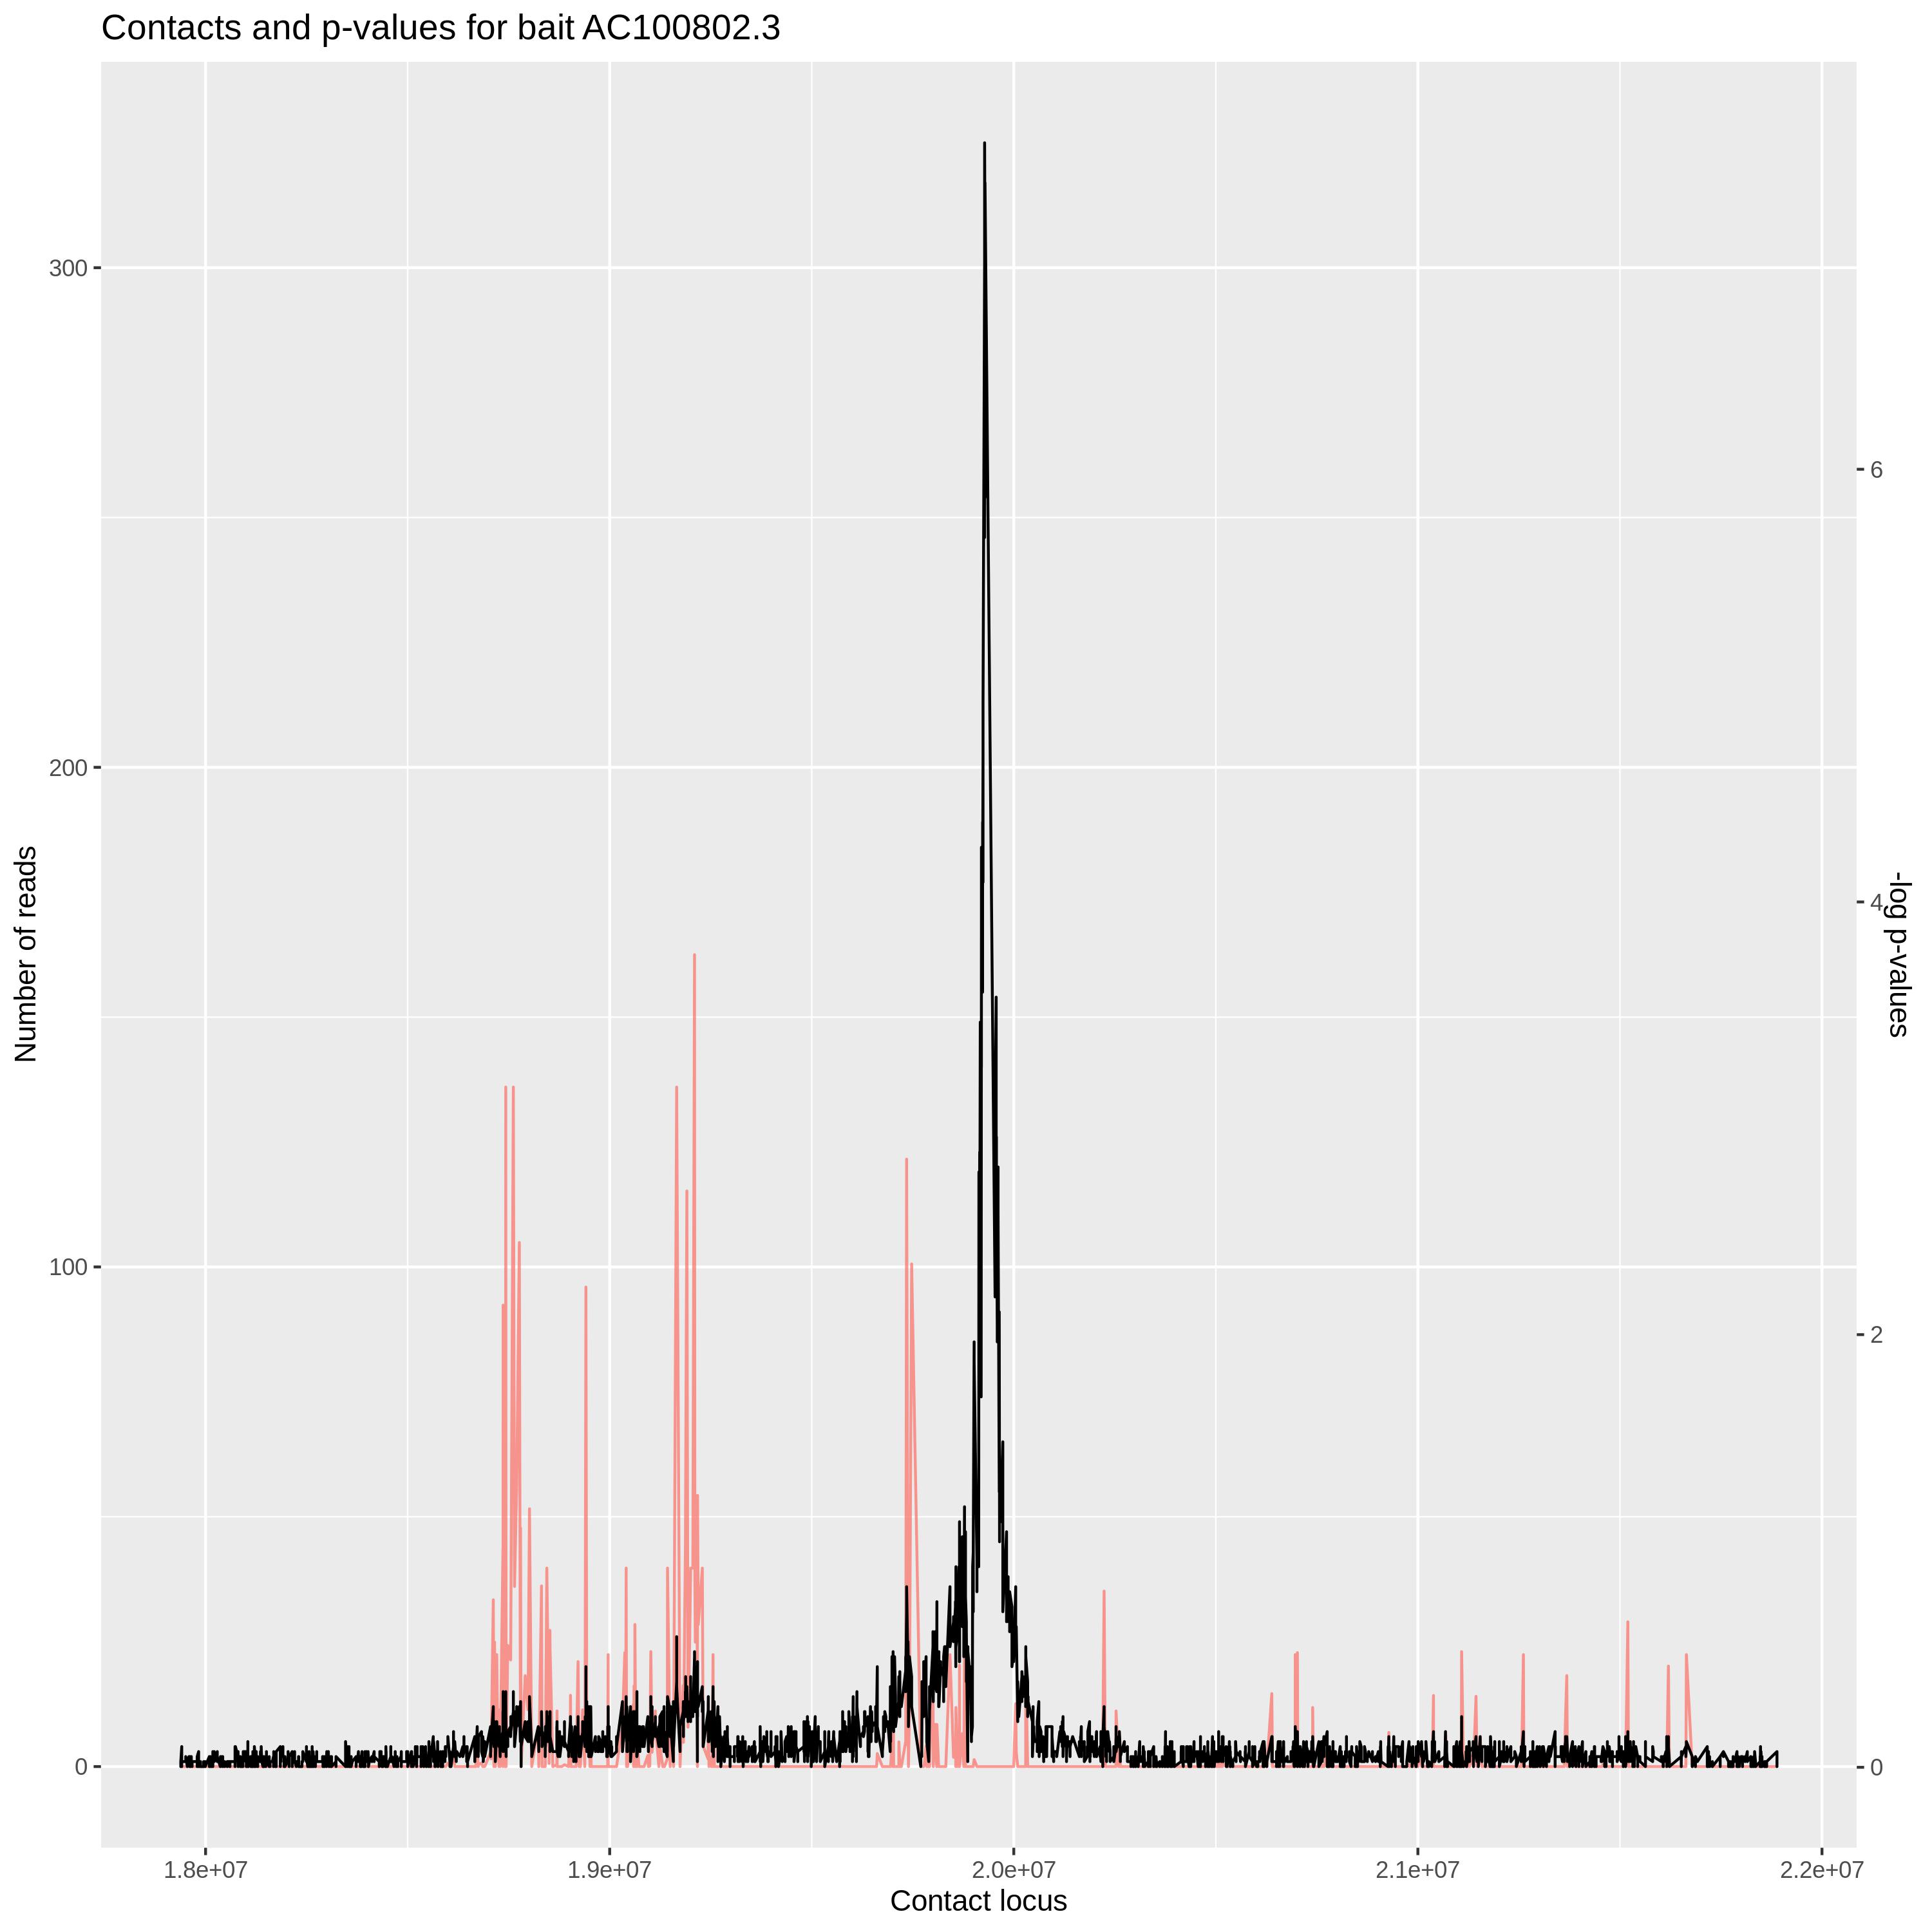 Contacts and p-values for bait AC100802.3
300
200
100
0
Number of reads
6
4
2
0
-log p-values
1.8e+07 1.9e+07 2.0e+07 2.1e+07 2.2e+07
Contact locus